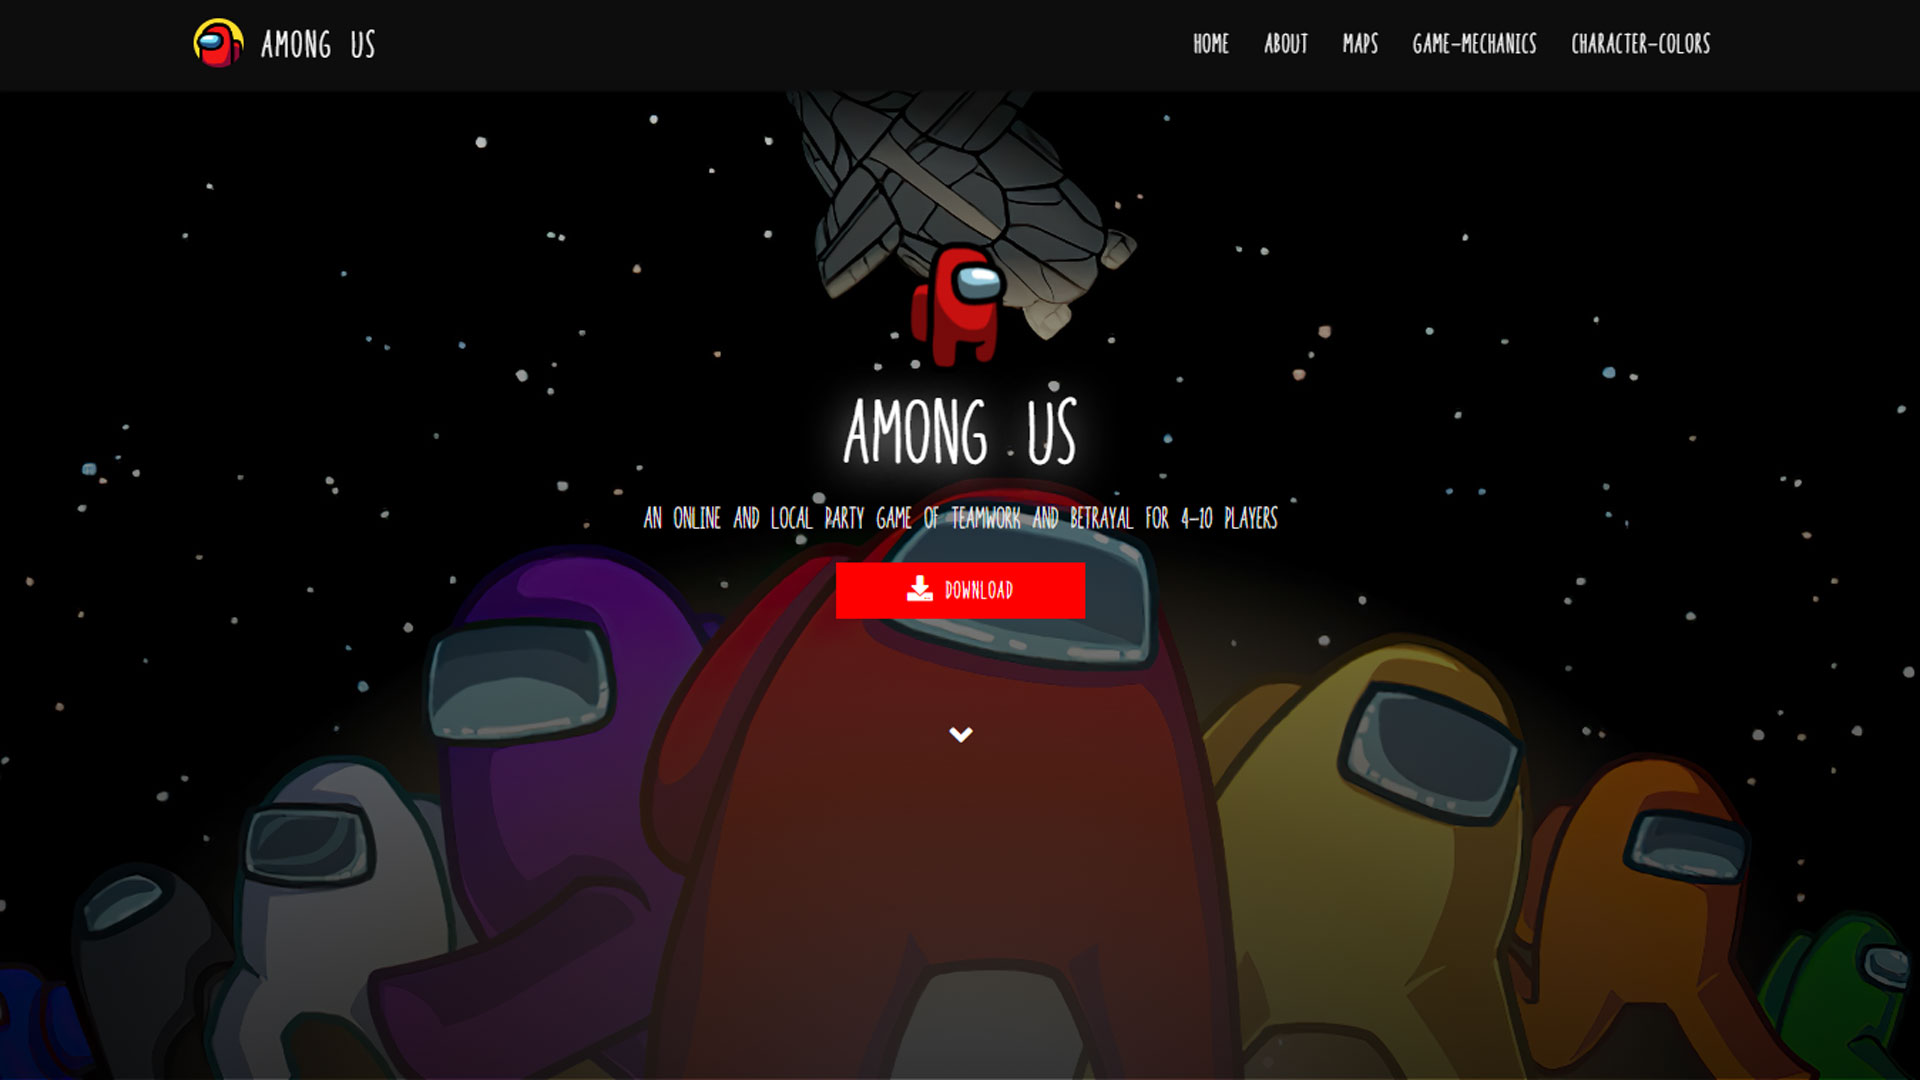 AMONG US
HOME ABOUT MAPS GAME-MECHANICS CHARACTER-COLORS
AMONG US
AN ONLINE AND LOCAL PARTY GAME OF TEAMWORK AND BETRAYAL FOR 4-10 PLAYERS
DOWNLOAD